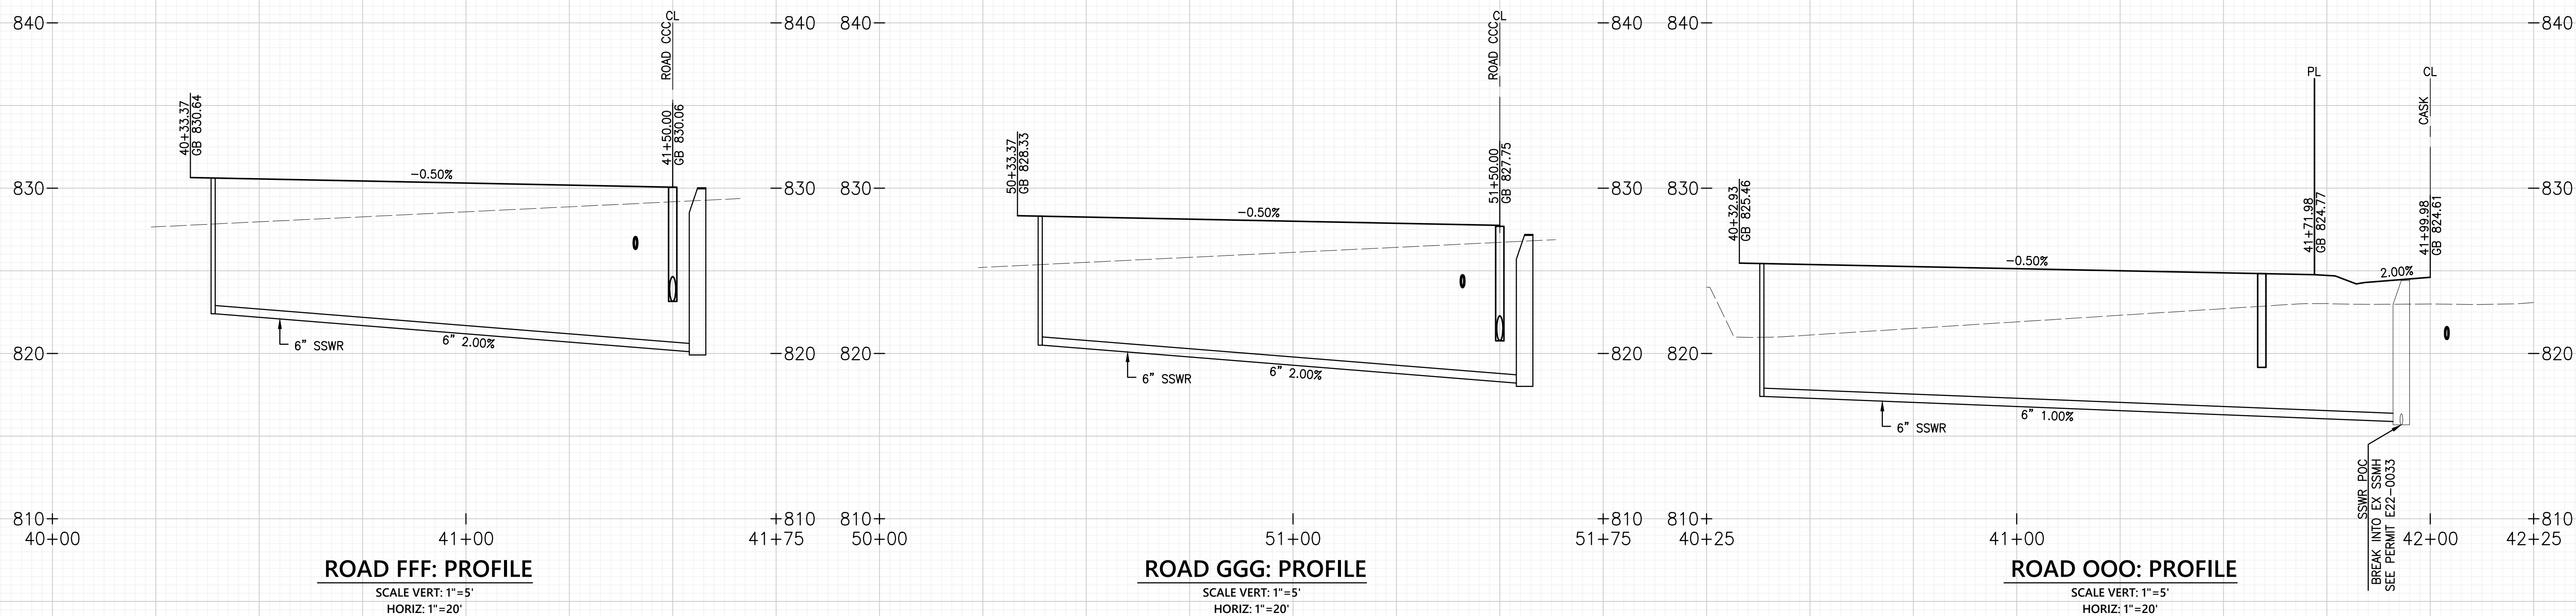 840
840
CL
ROAD CCC
40+33.37
GB 830.64
41+50.00
GB 830.06
-0.50%
830
830
6" SSWR
6" 2.00%
820
820
810
810
40+00
41+00
41+75
ROAD FFF: PROFILE
SCALE VERT: 1"=5'
HORIZ: 1"=20'
840
840
CL
ROAD CCC
50+33.37
GB 828.33
51+50.00
GB 827.75
-0.50%
830
830
6" SSWR
6" 2.00%
820
820
810
810
50+00
51+00
51+75
ROAD GGG: PROFILE
SCALE VERT: 1"=5'
HORIZ: 1"=20'
840
840
PL
CL
CASK
40+32.93
GB 825.46
41+71.98
GB 824.77
41+99.98
GB 824.61
-0.50%
2.00%
830
830
6" SSWR
6" 1.00%
820
820
SSWR POC
BREAK INTO EX SSMH
SEE PERMIT E22-0033
810
810
40+25
41+00
42+00
42+25
ROAD OOO: PROFILE
SCALE VERT: 1"=5'
HORIZ: 1"=20'